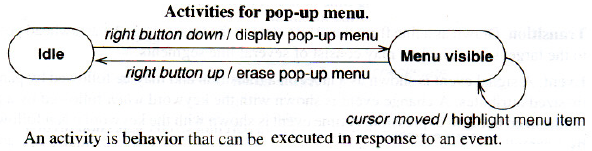 Activities for pop-up menu.
right button down / display pop-up menu
Idle
Menu visible
right button up / erase pop-up menu
cursor moved / highlight menu item
An activity is behavior that can be executed in response to an event.